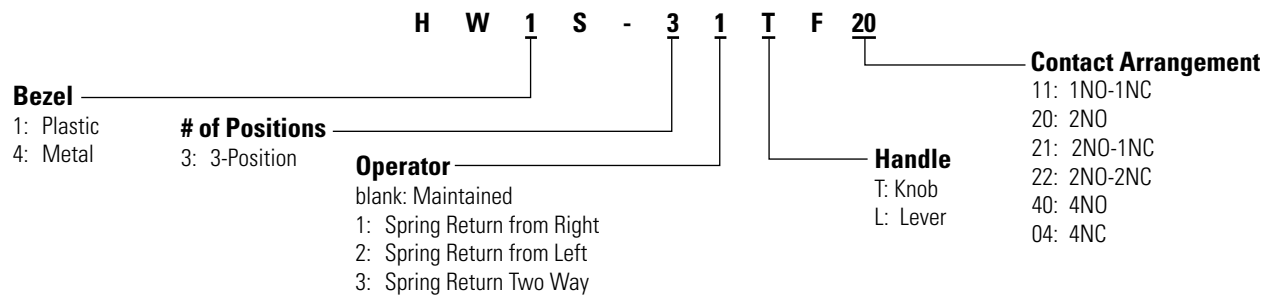 H W 1 S - 3 1 T F 20
Bezel
1: Plastic
4: Metal
# of Positions
3: 3-Position
Operator
blank: Maintained
1: Spring Return from Right
2: Spring Return from Left
3: Spring Return Two Way
Handle
T: Knob
L: Lever
Contact Arrangement
11: 1NO-1NC
20: 2NO
21: 2NO-1NC
22: 2NO-2NC
40: 4NO
04: 4NC